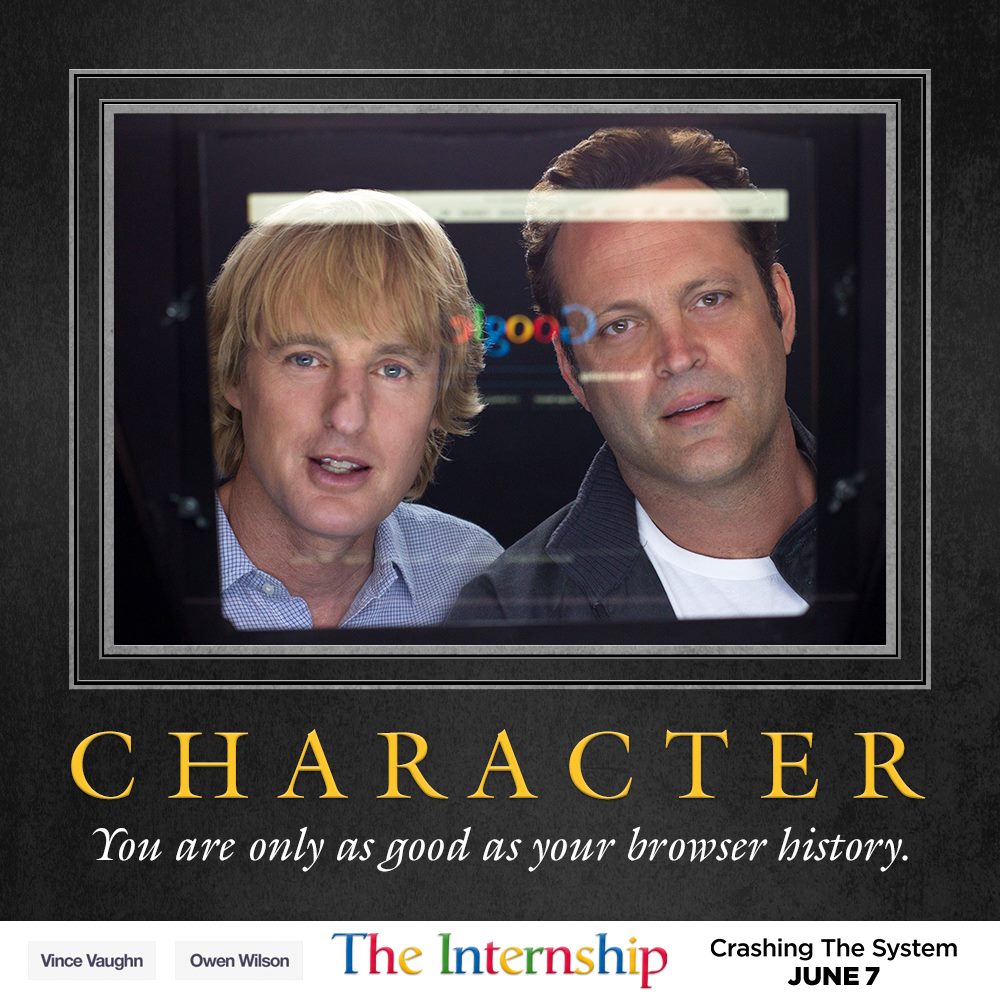 Google
CHARACTER
You are only as good as your browser history.
Vince Vaughn
Owen Wilson
The Internship
Crashing The System
JUNE 7